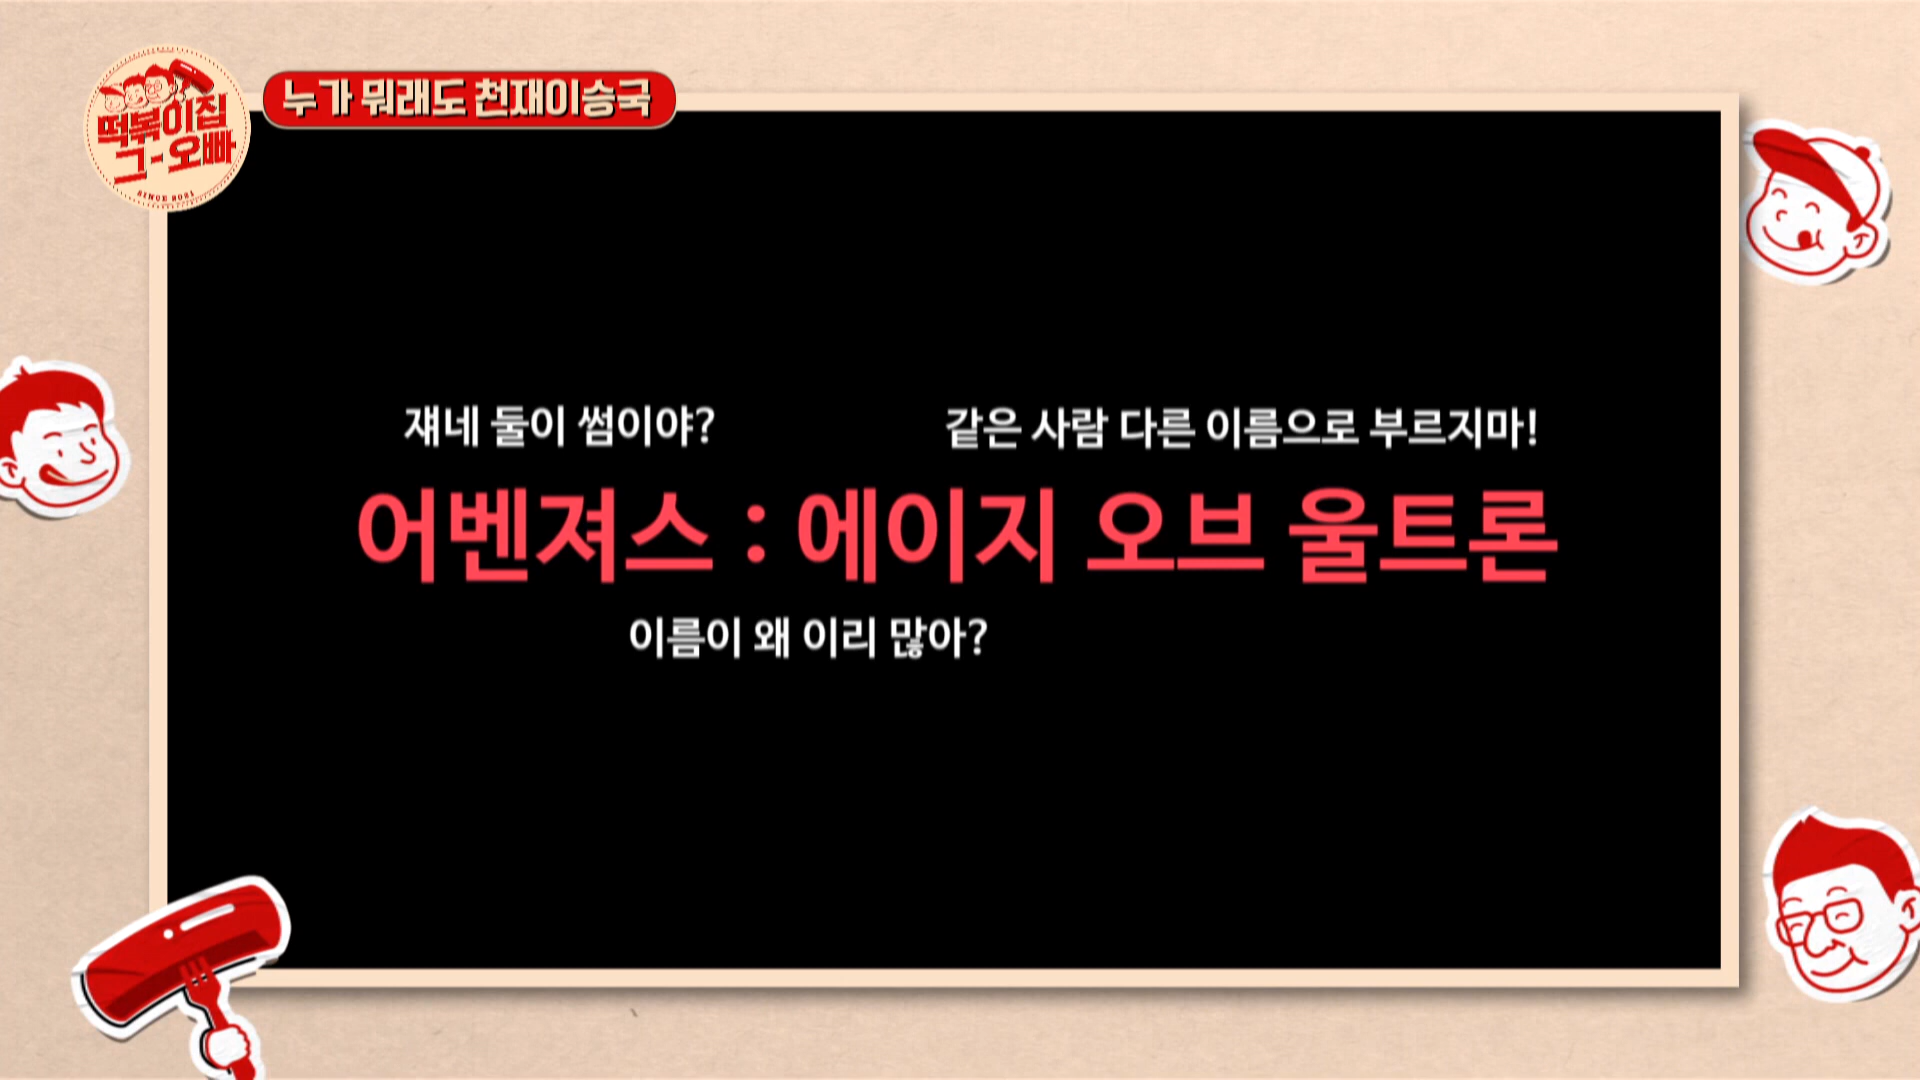 떡볶이집
그-오빠
SINCE 2021
누가 뭐래도 천재이승국
쟤네 둘이 썸이야?
같은 사람 다른 이름으로 부르지마!
어벤져스 : 에이지 오브 울트론
이름이 왜 이리 많아?